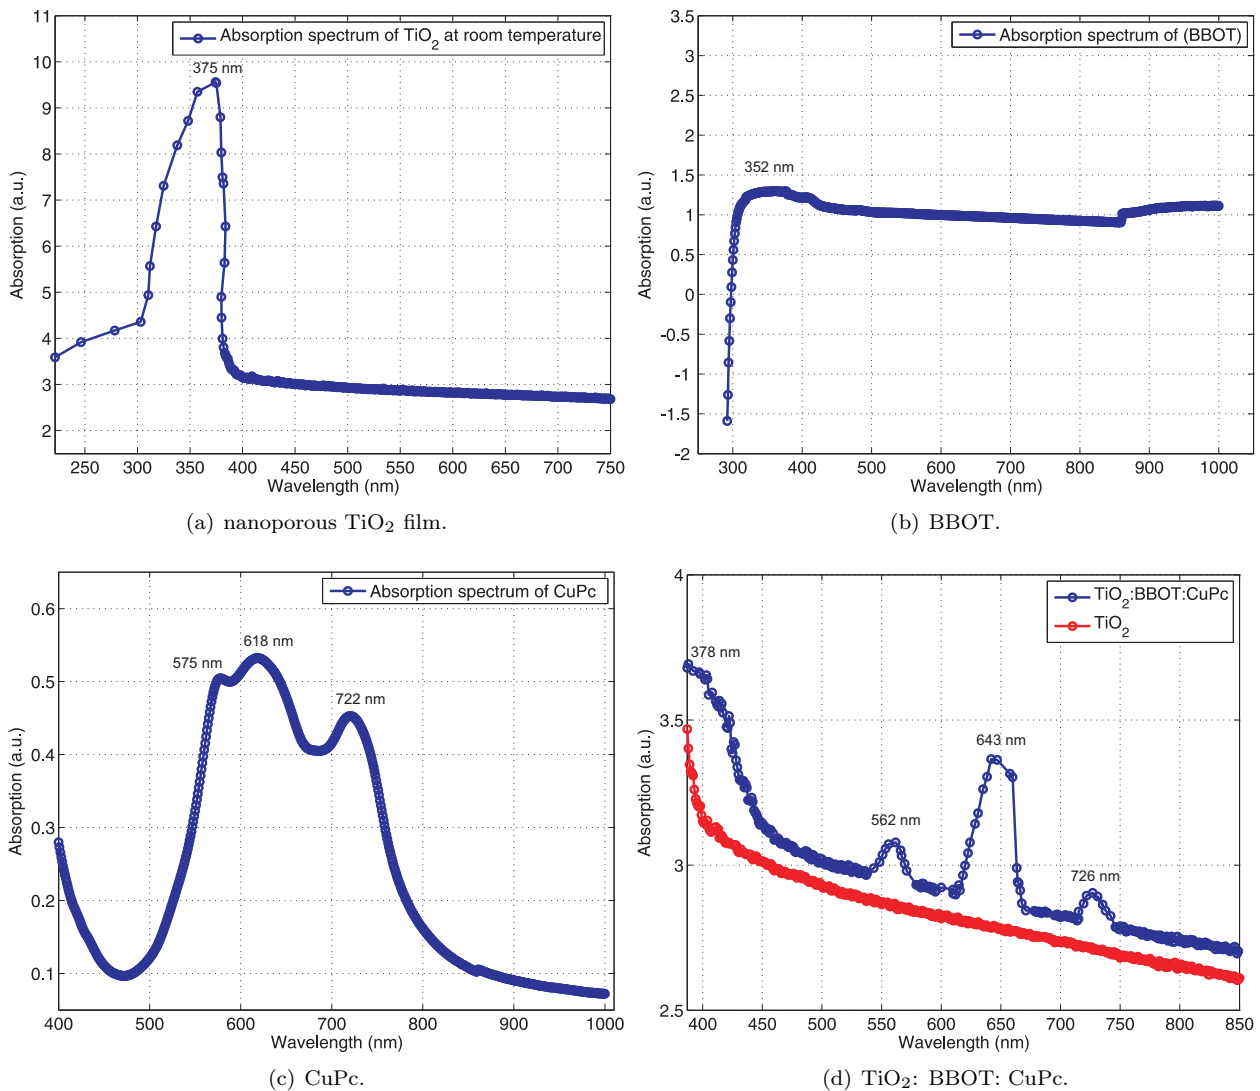 11
10
9
8
7
6
5
4
3
2
Absorption (a.u.)
Absorption spectrum of TiO2 at room temperature
375 nm
250 300 350 400 450 500 550 600 650 700 750
Wavelength (nm)
(a) nanoporous TiO2 film.
3.5
3
2.5
2
1.5
1
0.5
0
-0.5
-1
-1.5
-2
Absorption (a.u.)
Absorption spectrum of (BBOT)
352 nm
300 400 500 600 700 800 900 1000
Wavelength (nm)
(b) BBOT.
0.6
0.5
0.4
0.3
0.2
0.1
Absorption (a.u.)
Absorption spectrum of CuPc
575 nm
618 nm
722 nm
400 500 600 700 800 900 1000
Wavelength (nm)
(c) CuPc.
4
3.5
3
2.5
Absorption (a.u.)
TiO2:BBOT:CuPc
TiO2
378 nm
562 nm
643 nm
726 nm
400 450 500 550 600 650 700 750 800 850
Wavelength (nm)
(d) TiO2: BBOT: CuPc.